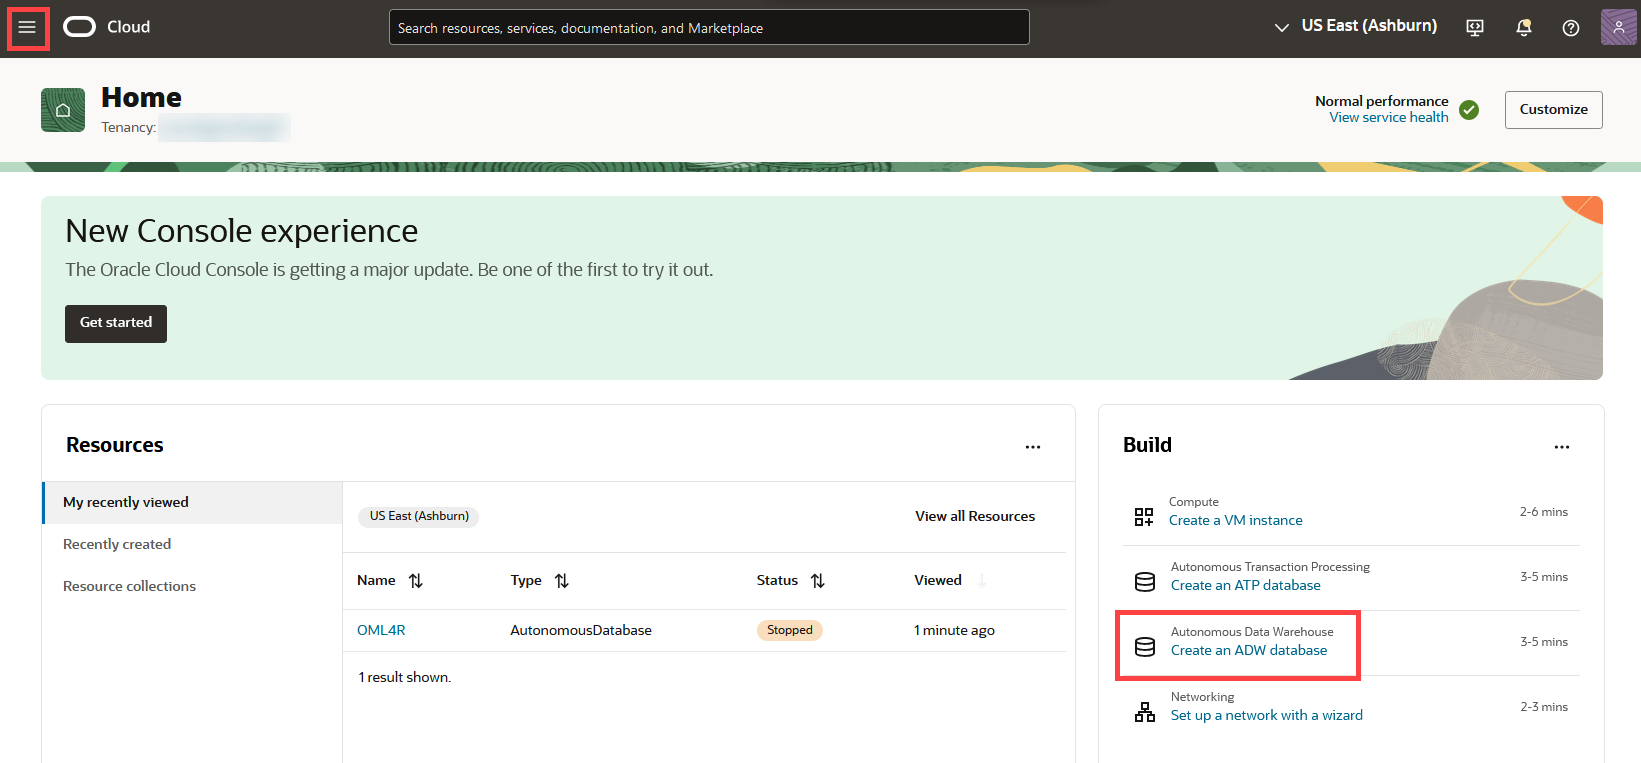 Cloud
Search resources, services, documentation, and Marketplace
US East (Ashburn)
Home
Tenancy:
Normal performance
View service health
Customize
New Console experience
The Oracle Cloud Console is getting a major update. Be one of the first to try it out.
Get started
Resources
My recently viewed
Recently created
Resource collections
US East (Ashburn)
View all Resources
Name Type Status Viewed
OML4R AutonomousDatabase Stopped 1 minute ago
1 result shown.
Build
Compute
Create a VM instance
2-6 mins
Autonomous Transaction Processing
Create an ATP database
3-5 mins
Autonomous Data Warehouse
Create an ADW database
3-5 mins
Networking
Set up a network with a wizard
2-3 mins